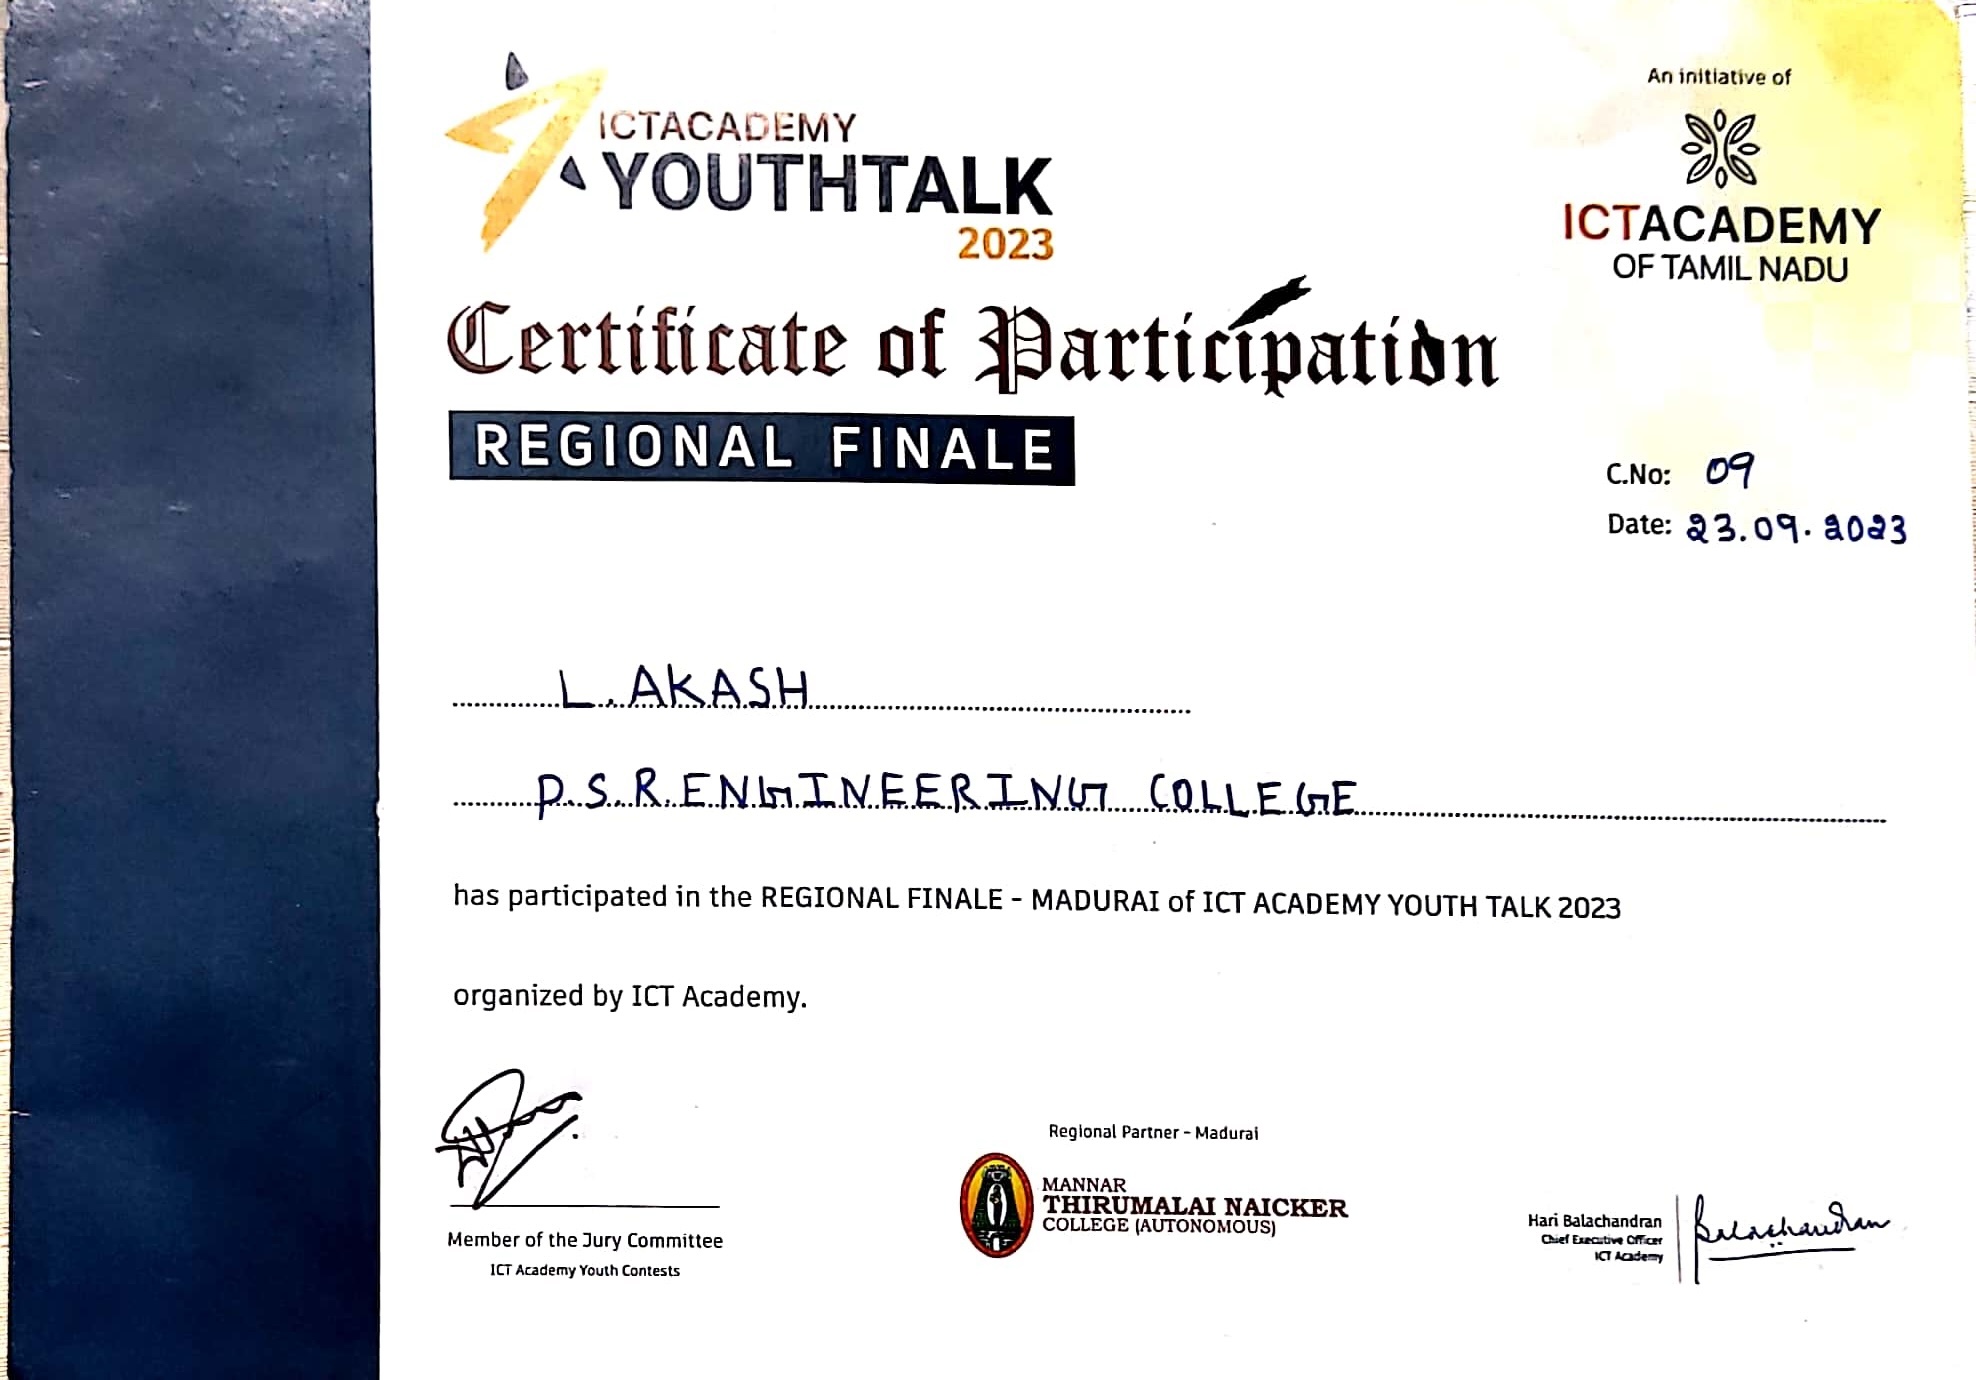 ICTACADEMY
YOUTHTALK
2023
An initiative of
ICTACADEMY
OF TAMIL NADU
Certificate of Participation
REGIONAL FINALE
C.No: 09
Date: 23.09.2023
L. AKASH
P.S.R. ENGINEERING COLLEGE
has participated in the REGIONAL FINALE - MADURAI of ICT ACADEMY YOUTH TALK 2023
organized by ICT Academy.
Member of the Jury Committee
ICT Academy Youth Contests
Regional Partner - Madurai
MANNAR
THIRUMALAI NAICKER
COLLEGE (AUTONOMOUS)
Hari Balachandran
Chief Executive Officer
ICT Academy
Balachandran